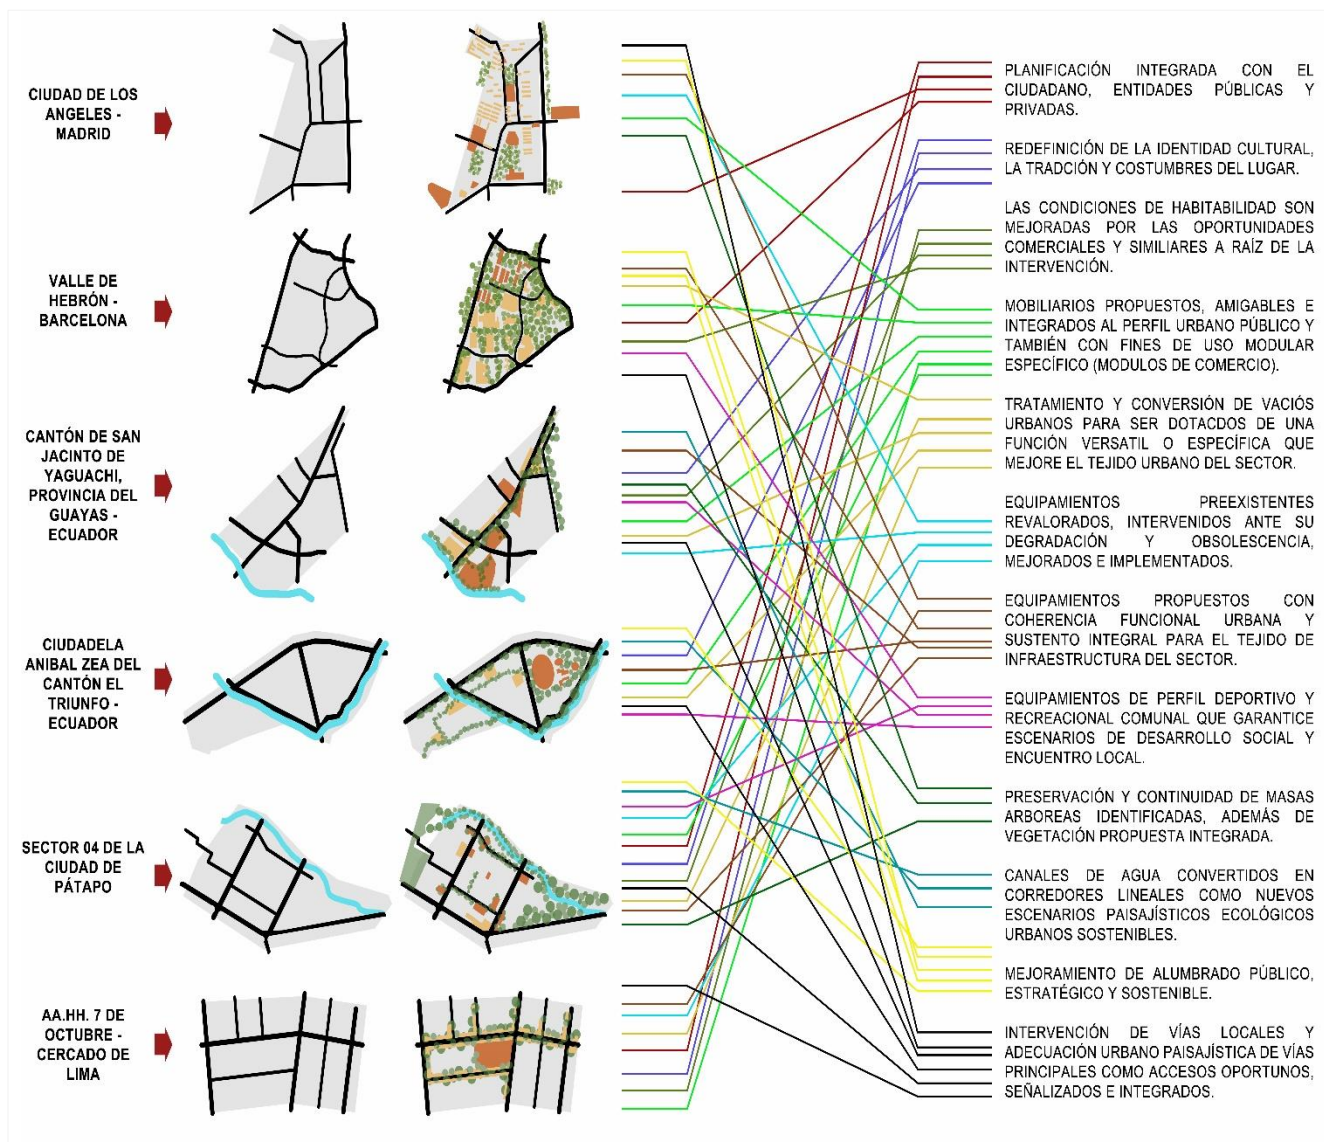 CIUDAD DE LOS
ANGELES -
MADRID
VALLE DE
HEBRÓN -
BARCELONA
CANTÓN DE SAN
JACINTO DE
YAGUACHI,
PROVINCIA DEL
GUAYAS -
ECUADOR
CIUDADELA
ANIBAL ZEA DEL
CANTÓN EL
TRIUNFO -
ECUADOR
SECTOR 04 DE LA
CIUDAD DE
PÁTAPO
AA.HH. 7 DE
OCTUBRE -
CERCADO DE
LIMA
PLANIFICACIÓN INTEGRADA CON EL
CIUDADANO, ENTIDADES PÚBLICAS Y
PRIVADAS.
REDEFINICIÓN DE LA IDENTIDAD CULTURAL,
LA TRADCIÓN Y COSTUMBRES DEL LUGAR.
LAS CONDICIONES DE HABITABILIDAD SON
MEJORADAS POR LAS OPORTUNIDADES
COMERCIALES Y SIMILIARES A RAÍZ DE LA
INTERVENCIÓN.
MOBILIARIOS PROPUESTOS, AMIGABLES E
INTEGRADOS AL PERFIL URBANO PÚBLICO Y
TAMBIÉN CON FINES DE USO MODULAR
ESPECÍFICO (MODULOS DE COMERCIO).
TRATAMIENTO Y CONVERSIÓN DE VACIÓS
URBANOS PARA SER DOTACDOS DE UNA
FUNCIÓN VERSATIL O ESPECÍFICA QUE
MEJORE EL TEJIDO URBANO DEL SECTOR.
EQUIPAMIENTOS PREEXISTENTES
REVALORADOS, INTERVENIDOS ANTE SU
DEGRADACIÓN Y OBSOLESCENCIA,
MEJORADOS E IMPLEMENTADOS.
EQUIPAMIENTOS PROPUESTOS CON
COHERENCIA FUNCIONAL URBANA Y
SUSTENTO INTEGRAL PARA EL TEJIDO DE
INFRAESTRUCTURA DEL SECTOR.
EQUIPAMIENTOS DE PERFIL DEPORTIVO Y
RECREACIONAL COMUNAL QUE GARANTICE
ESCENARIOS DE DESARROLLO SOCIAL Y
ENCUENTRO LOCAL.
PRESERVACIÓN Y CONTINUIDAD DE MASAS
ARBOREAS IDENTIFICADAS, ADEMÁS DE
VEGETACIÓN PROPUESTA INTEGRADA.
CANALES DE AGUA CONVERTIDOS EN
CORREDORES LINEALES COMO NUEVOS
ESCENARIOS PAISAJÍSTICOS ECOLÓGICOS
URBANOS SOSTENIBLES.
MEJORAMIENTO DE ALUMBRADO PÚBLICO,
ESTRATÉGICO Y SOSTENIBLE.
INTERVENCIÓN DE VÍAS LOCALES Y
ADECUACIÓN URBANO PAISAJÍSTICA DE VÍAS
PRINCIPALES COMO ACCESOS OPORTUNOS,
SEÑALIZADOS E INTEGRADOS.